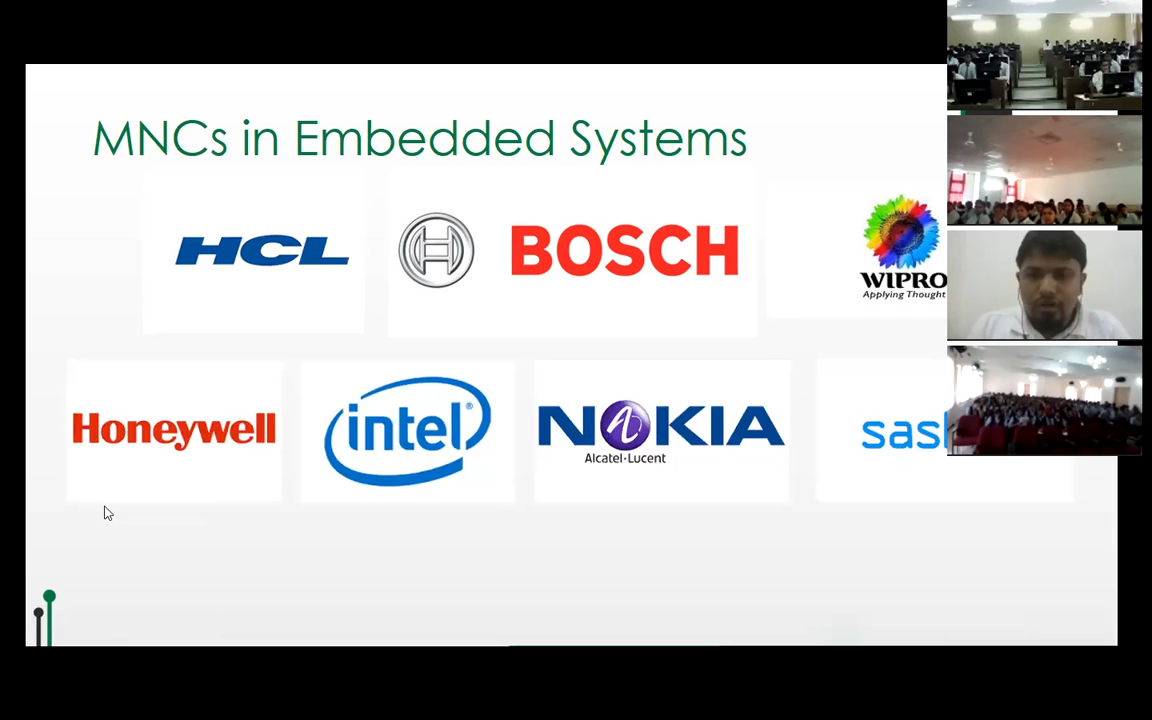 MNCs in Embedded Systems
HCL
BOSCH
WIPRO
Applying Thought
Honeywell
intel®
NOKIA
Alcatel·Lucent